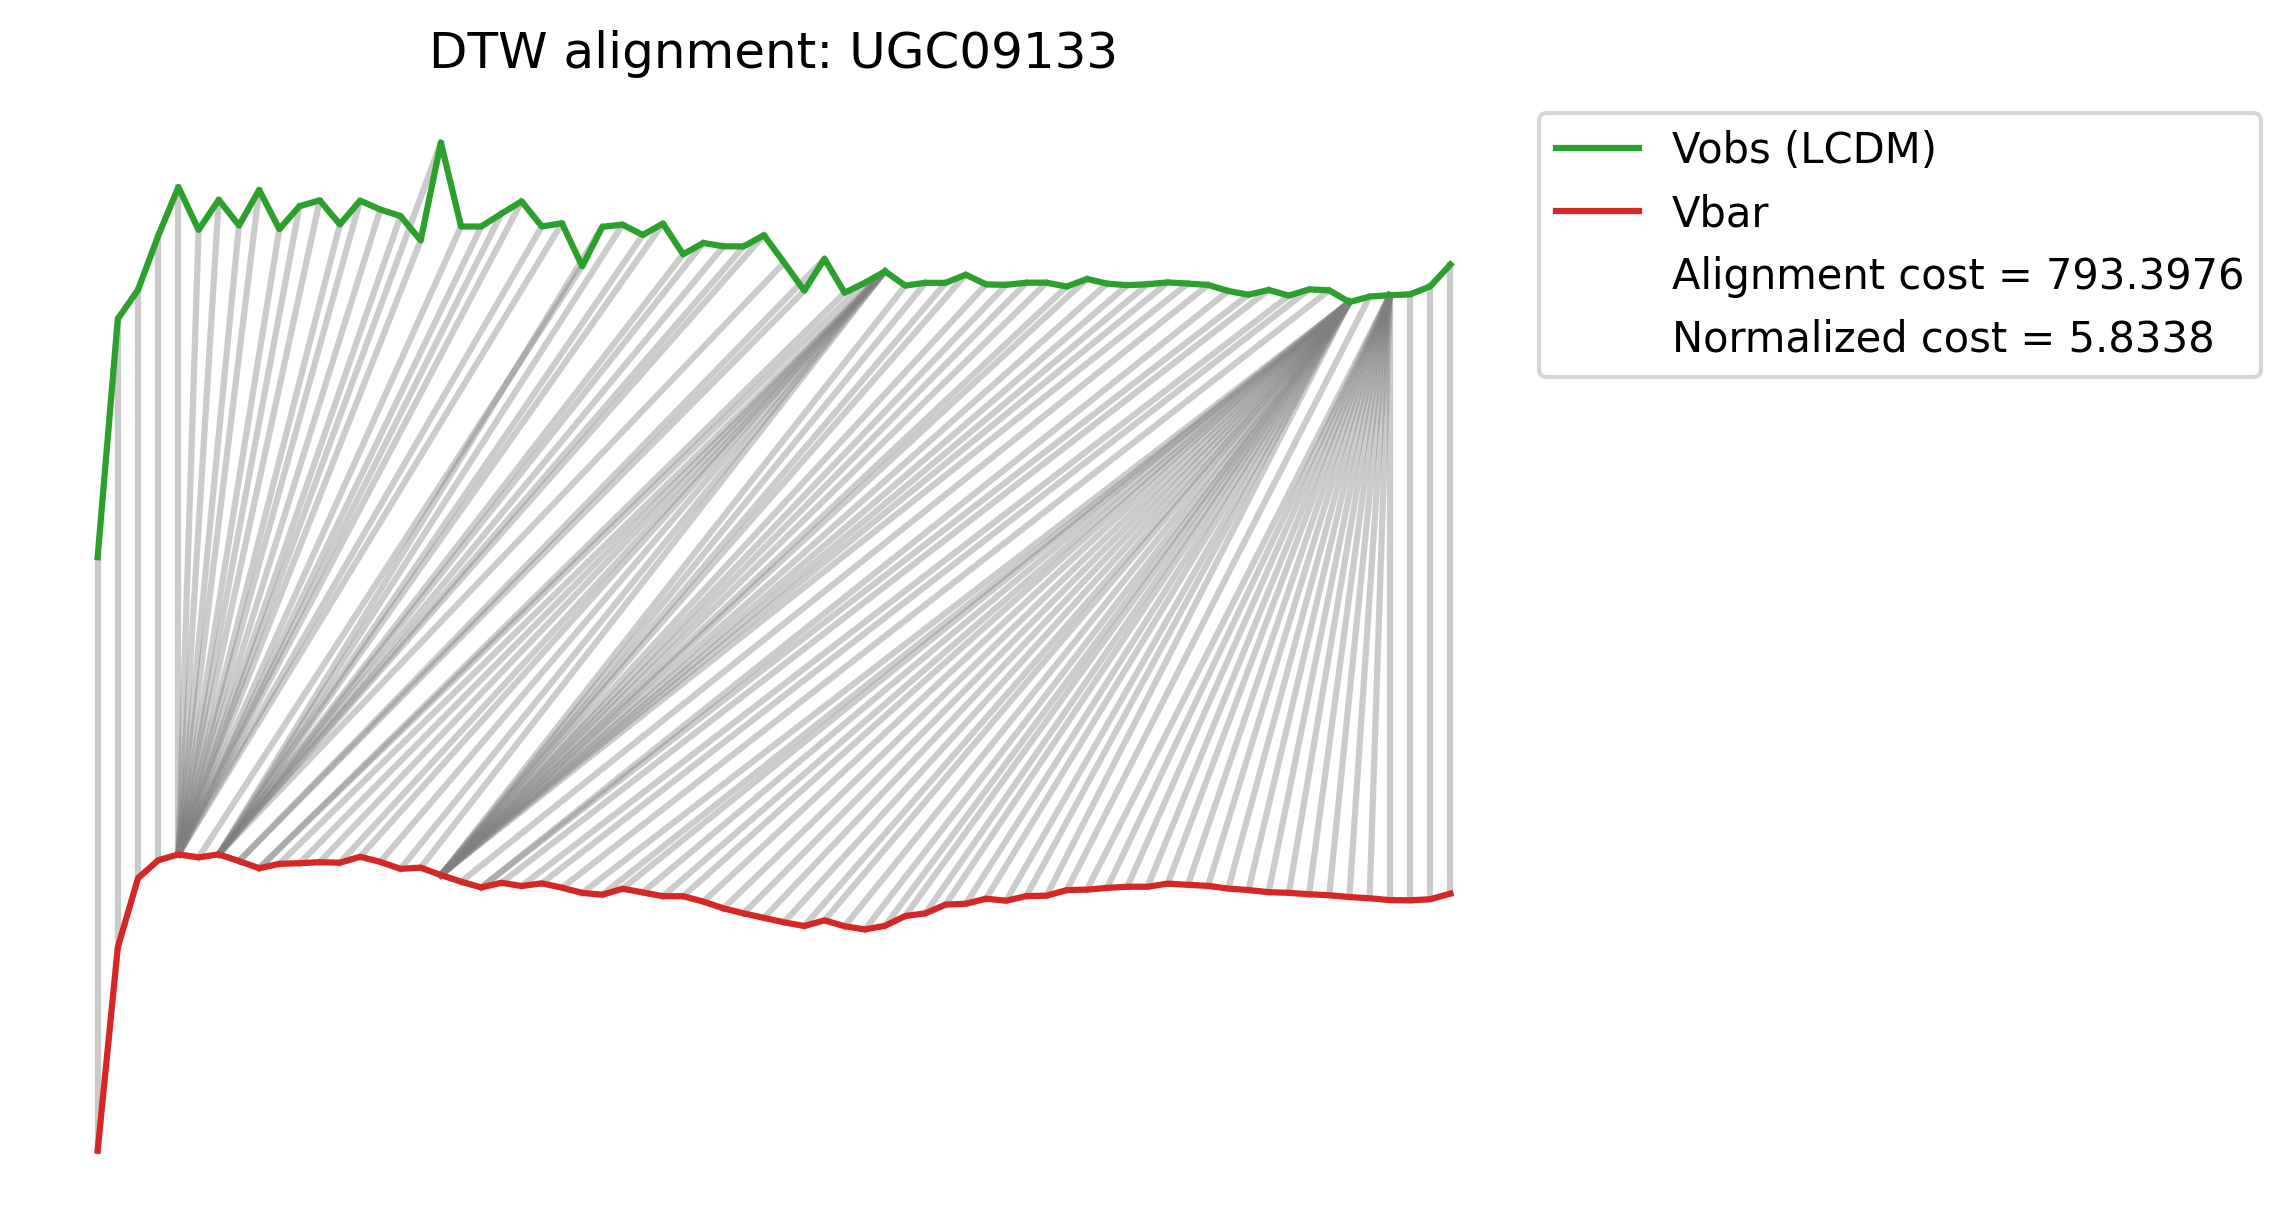 DTW alignment: UGC09133
Vobs (LCDM)
Vbar
Alignment cost = 793.3976
Normalized cost = 5.8338